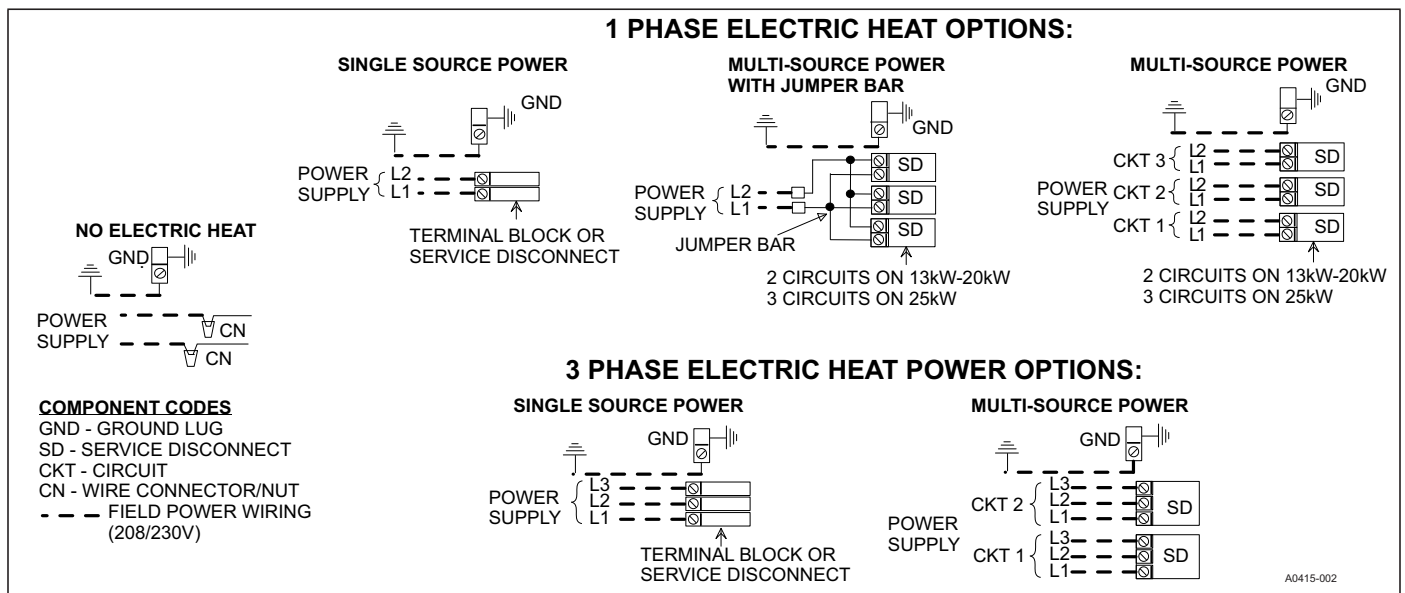 1 PHASE ELECTRIC HEAT OPTIONS:
SINGLE SOURCE POWER
GND
POWER
SUPPLY
L2
L1
TERMINAL BLOCK OR
SERVICE DISCONNECT
MULTI-SOURCE POWER
WITH JUMPER BAR
GND
POWER
SUPPLY
L2
L1
SD
SD
SD
JUMPER BAR
2 CIRCUITS ON 13kW-20kW
3 CIRCUITS ON 25kW
MULTI-SOURCE POWER
GND
POWER
SUPPLY
CKT 3
L2
L1
SD
CKT 2
L2
L1
SD
CKT 1
L2
L1
SD
2 CIRCUITS ON 13kW-20kW
3 CIRCUITS ON 25kW
NO ELECTRIC HEAT
GND
POWER
SUPPLY
CN
CN
COMPONENT CODES
GND - GROUND LUG
SD - SERVICE DISCONNECT
CKT - CIRCUIT
CN - WIRE CONNECTOR/NUT
FIELD POWER WIRING
(208/230V)
3 PHASE ELECTRIC HEAT POWER OPTIONS:
SINGLE SOURCE POWER
GND
POWER
SUPPLY
L3
L2
L1
TERMINAL BLOCK OR
SERVICE DISCONNECT
MULTI-SOURCE POWER
GND
POWER
SUPPLY
CKT 2
L3
L2
L1
SD
CKT 1
L3
L2
L1
SD
A0415-002